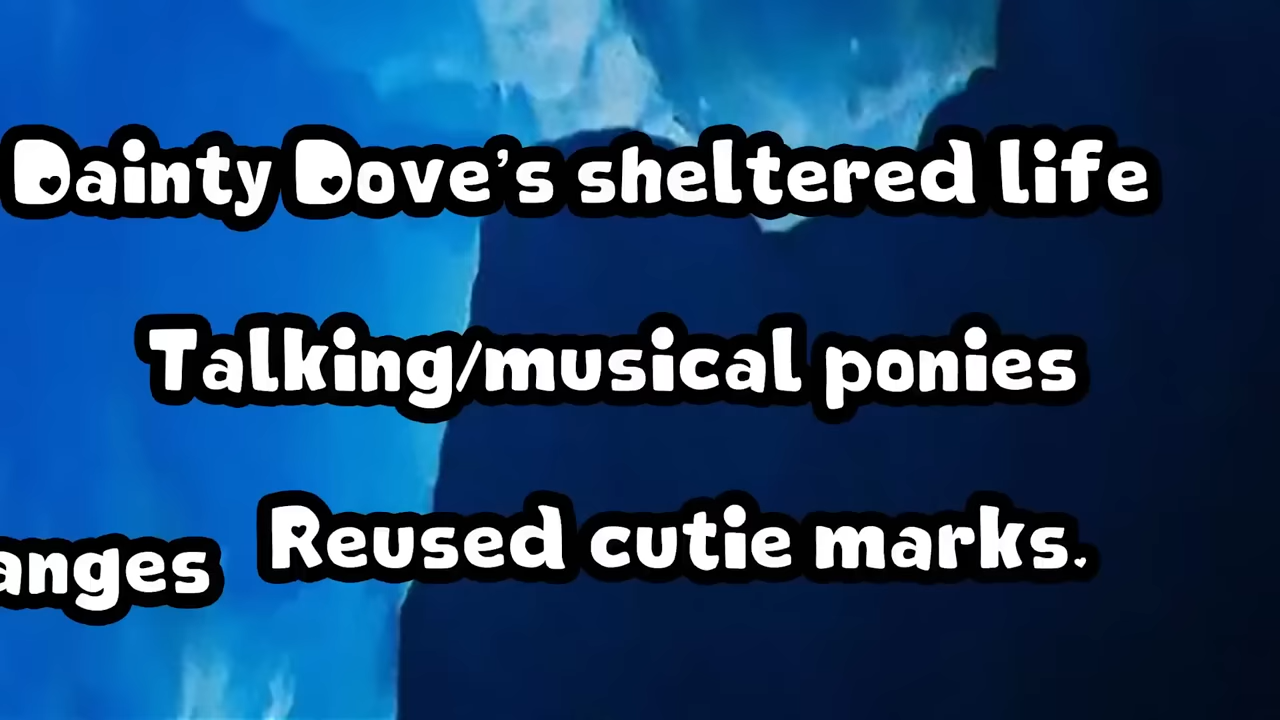 Dainty Dove's sheltered life
Talking/musical ponies
anges
Reused cutie marks.